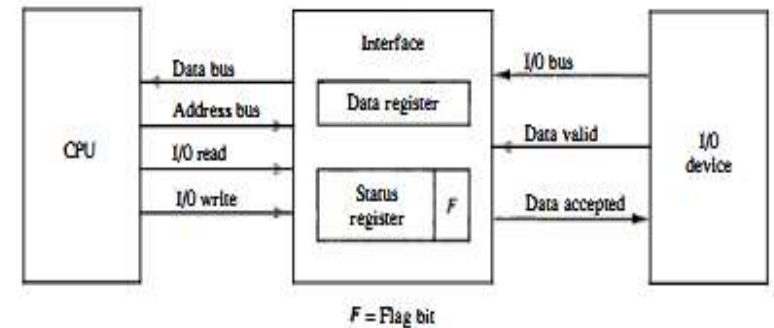 Interface
Data bus
I/O bus
Data register
Address bus
Data valid
CPU
I/O read
I/O
device
Status
register
F
I/O write
Data accepted
F = Flag bit